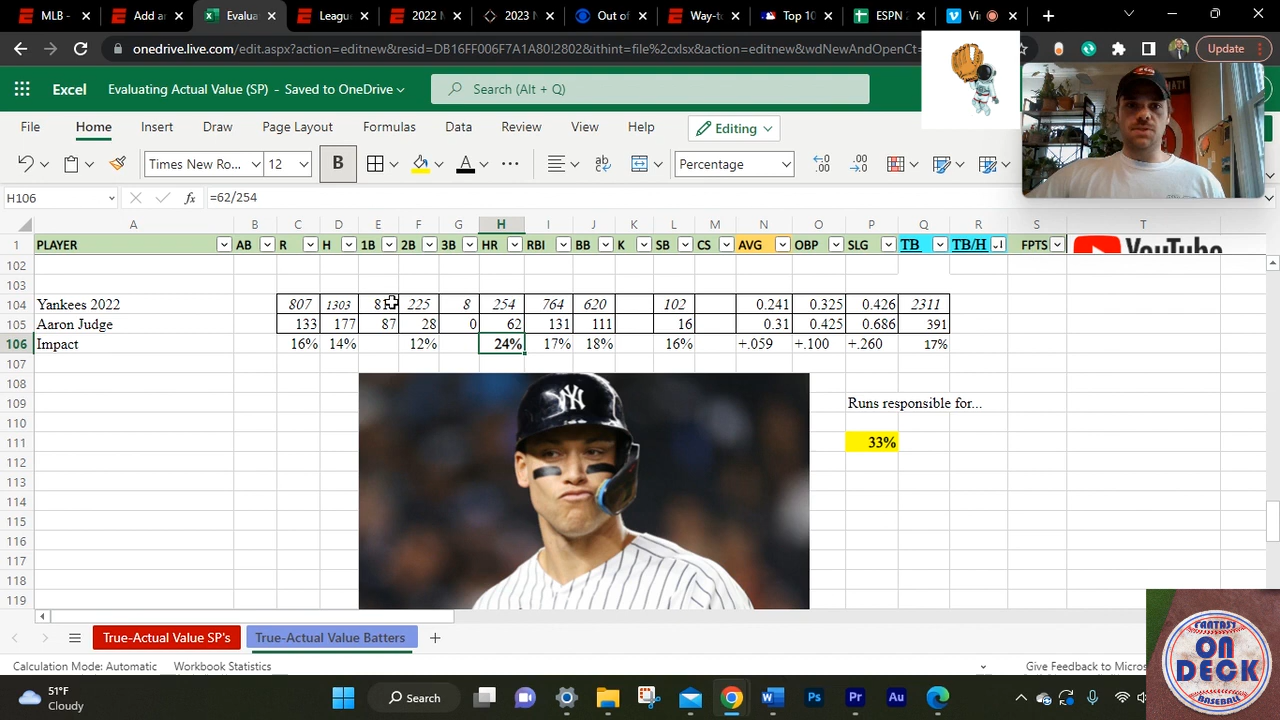 MLB - Add ar Evalua Leagu 2022 M 2023 N Out of Way-to Top 10 ESPN 2 Vi
onedrive.live.com/edit.aspx?action=editnew&resid=DB16FF006F7A1A80!2802&ithint=file%2cxlsx&action=editnew&wdNewAndOpenCt= Update
Excel Evaluating Actual Value (SP) - Saved to OneDrive Search (Alt + Q)
File Home Insert Draw Page Layout Formulas Data Review View Help Editing
Times New Ro... 12 B A Percentage
H106 fx =62/254
A B C D E F G H I J K L M N O P Q R S T
1 PLAYER AB R H 1B 2B 3B HR RBI BB K SB CS AVG OBP SLG TB TB/H FPTS YouTube
102
103
104 Yankees 2022 807 1303 225 8 254 764 620 102 0.241 0.325 0.426 2311
105 Aaron Judge 133 177 87 28 0 62 131 111 16 0.31 0.425 0.686 391
106 Impact 16% 14% 12% 24% 17% 18% 16% +.059 +.100 +.260 17%
107
108
109 Runs responsible for...
110
111 33%
112
113
114
115
116
117
118
119
True-Actual Value SP's True-Actual Value Batters
Calculation Mode: Automatic Workbook Statistics Give Feedback to Micros
FANTASY
ON
DECK
BASEBALL
51°F
Cloudy
Search